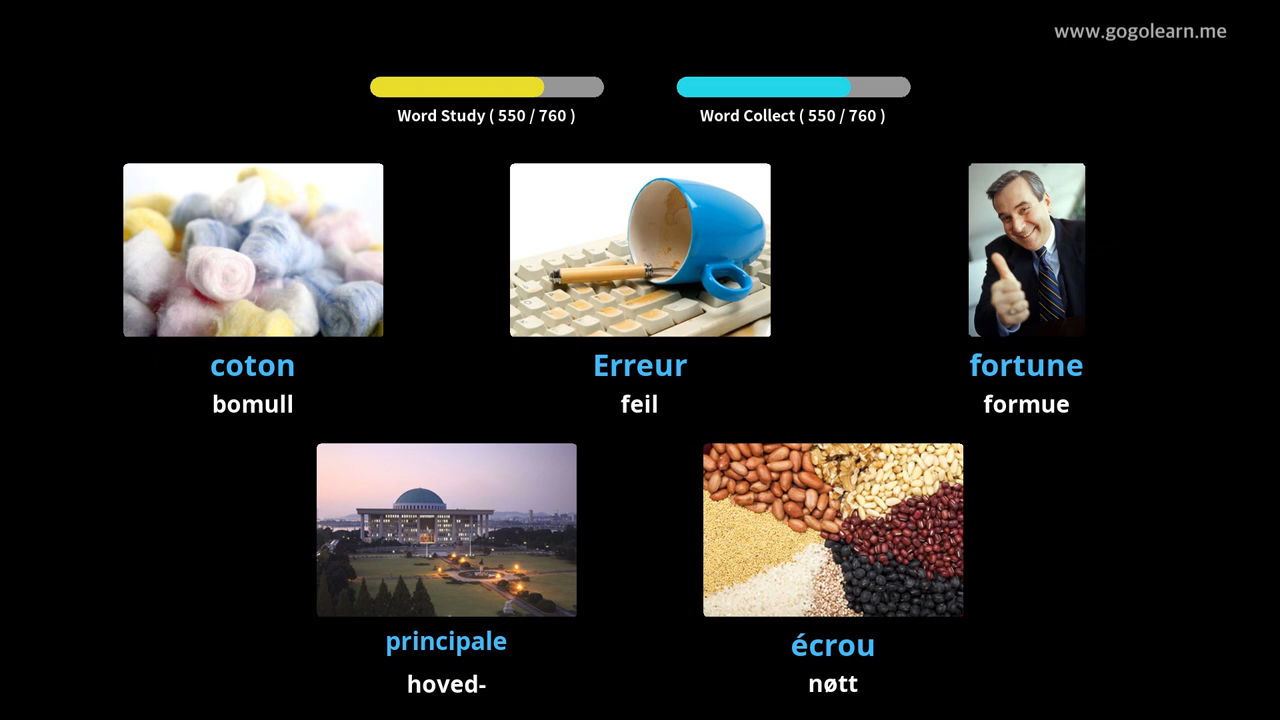 www.gogolearn.me
Word Study ( 550 / 760 )
Word Collect ( 550 / 760 )
coton
bomull
Erreur
feil
fortune
formue
principale
hoved-
écrou
nøtt